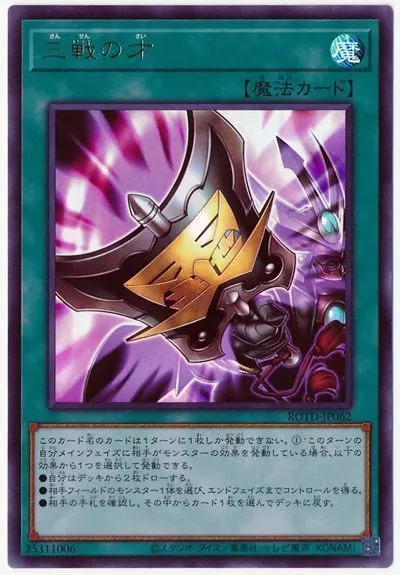 三戦の才
さんせん さい
魔
【魔法カード】
ROTD-JP062
このカード名のカードは1ターンに1枚しか発動できない。①:このターンの
自分メインフェイズに相手がモンスターの効果を発動している場合、以下の
効果から1つを選択して発動できる。
●自分はデッキから2枚ドローする。
●相手フィールドのモンスター1体を選び、エンドフェイズまでコントロールを得る。
●相手の手札を確認し、その中からカード1枚を選んでデッキに戻す。
25311006
©スタジオ・ダイス/集英社・テレビ東京・KONAMI